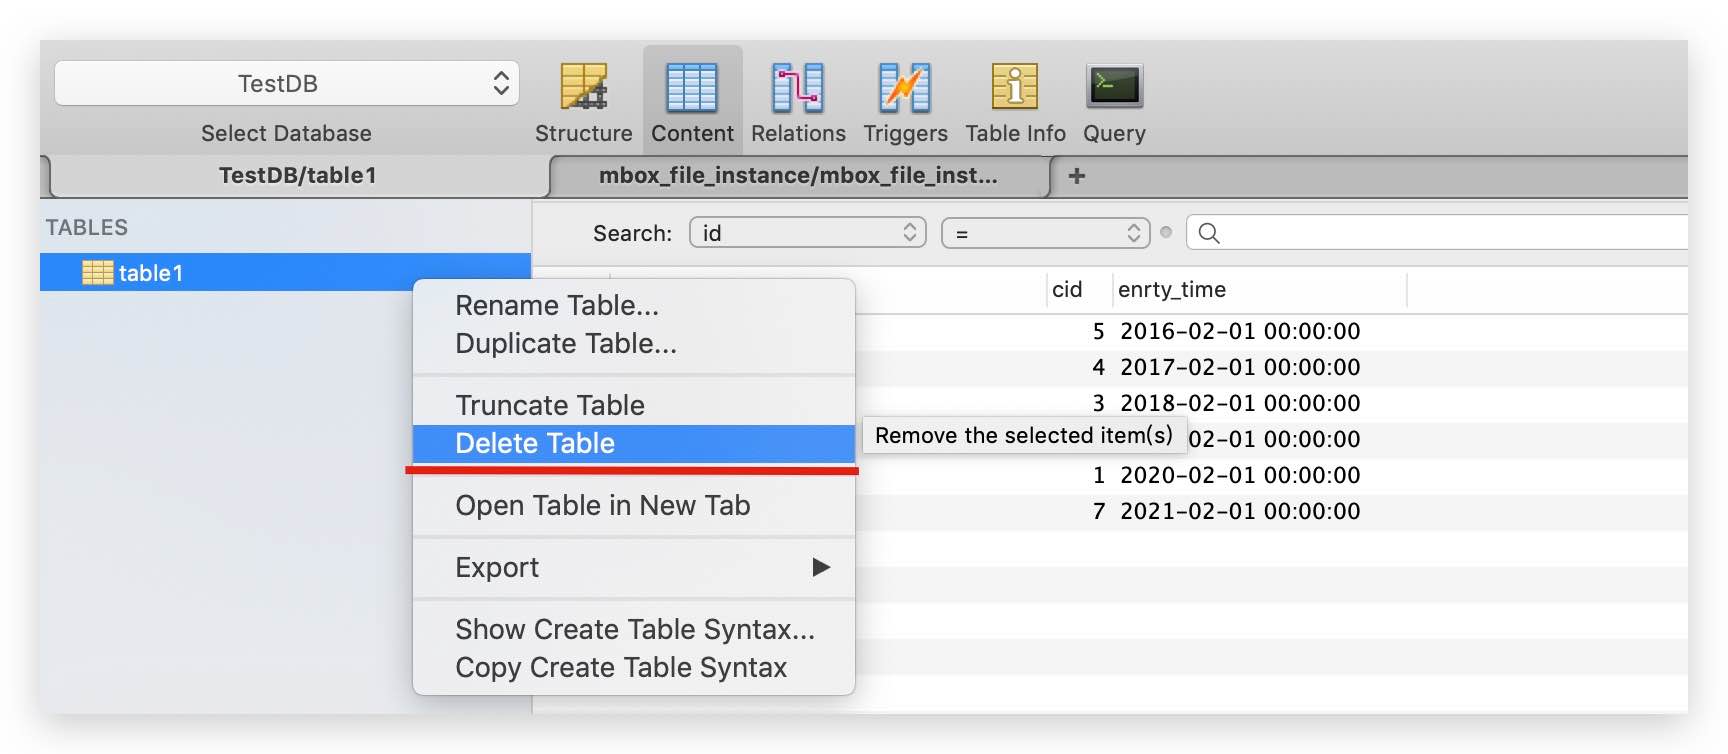 TestDB
Select Database
Structure
Content
Relations
Triggers
Table Info
Query
TestDB/table1
mbox_file_instance/mbox_file_inst...
+
TABLES
Search:
id
=
table1
cid
enrty_time
Rename Table...
Duplicate Table...
Truncate Table
Delete Table
Open Table in New Tab
Export
Show Create Table Syntax...
Copy Create Table Syntax
Remove the selected item(s)
5 2016-02-01 00:00:00
4 2017-02-01 00:00:00
3 2018-02-01 00:00:00
02-01 00:00:00
1 2020-02-01 00:00:00
7 2021-02-01 00:00:00